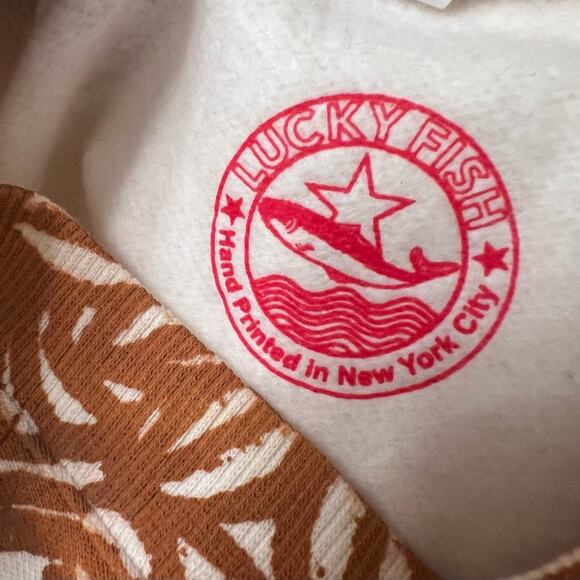 LUCKY FISH
Hand Printed in New York City